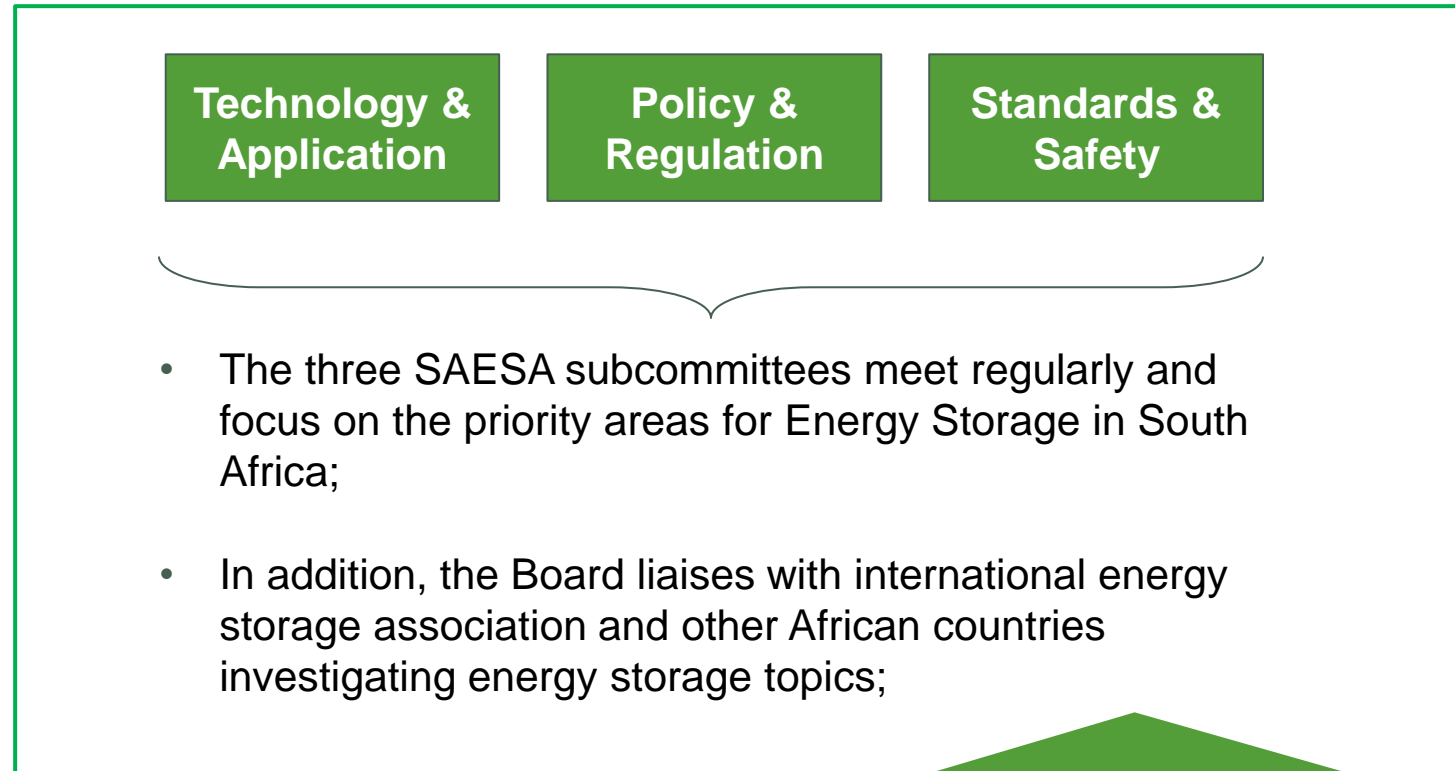 Technology &
Application
Policy &
Regulation
Standards &
Safety
• The three SAESA subcommittees meet regularly and
focus on the priority areas for Energy Storage in South
Africa;
• In addition, the Board liaises with international energy
storage association and other African countries
investigating energy storage topics;